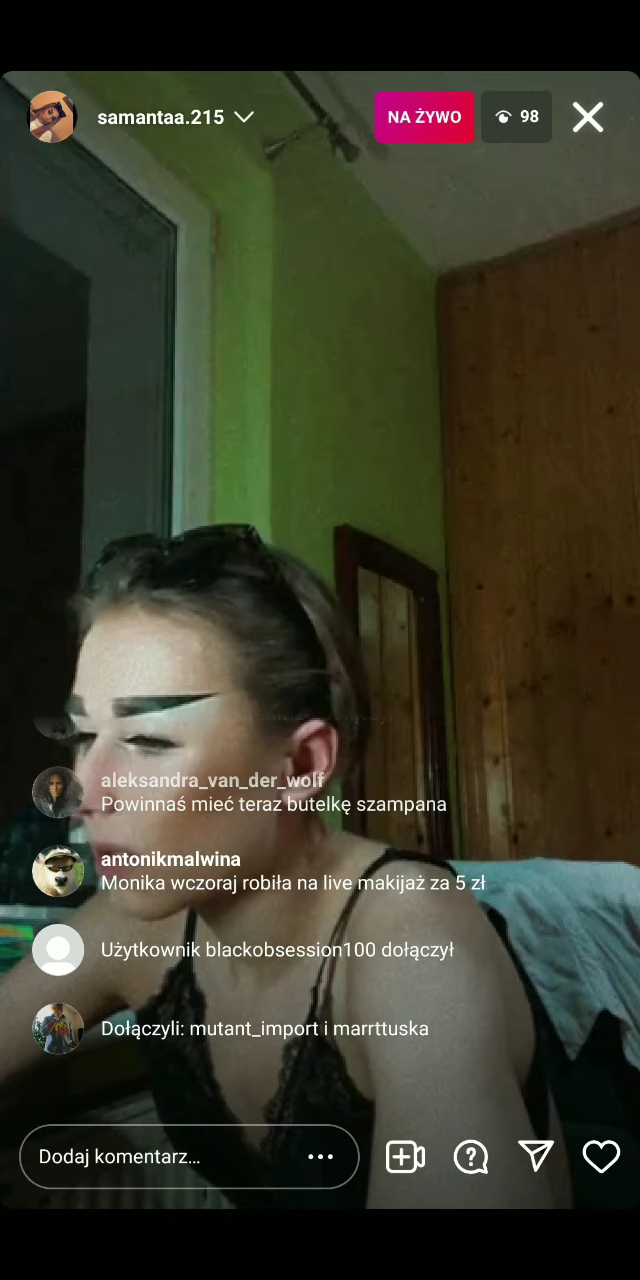 samantaa.215
NA ŻYWO
98
aleksandra_van_der_wolf
Powinnaś mieć teraz butelkę szampana
antonikmalwina
Monika wczoraj robiła na live makijaż za 5 zł
Użytkownik blackobsession100 dołączył
Dołączyli: mutant_import i marrttuska
Dodaj komentarz...